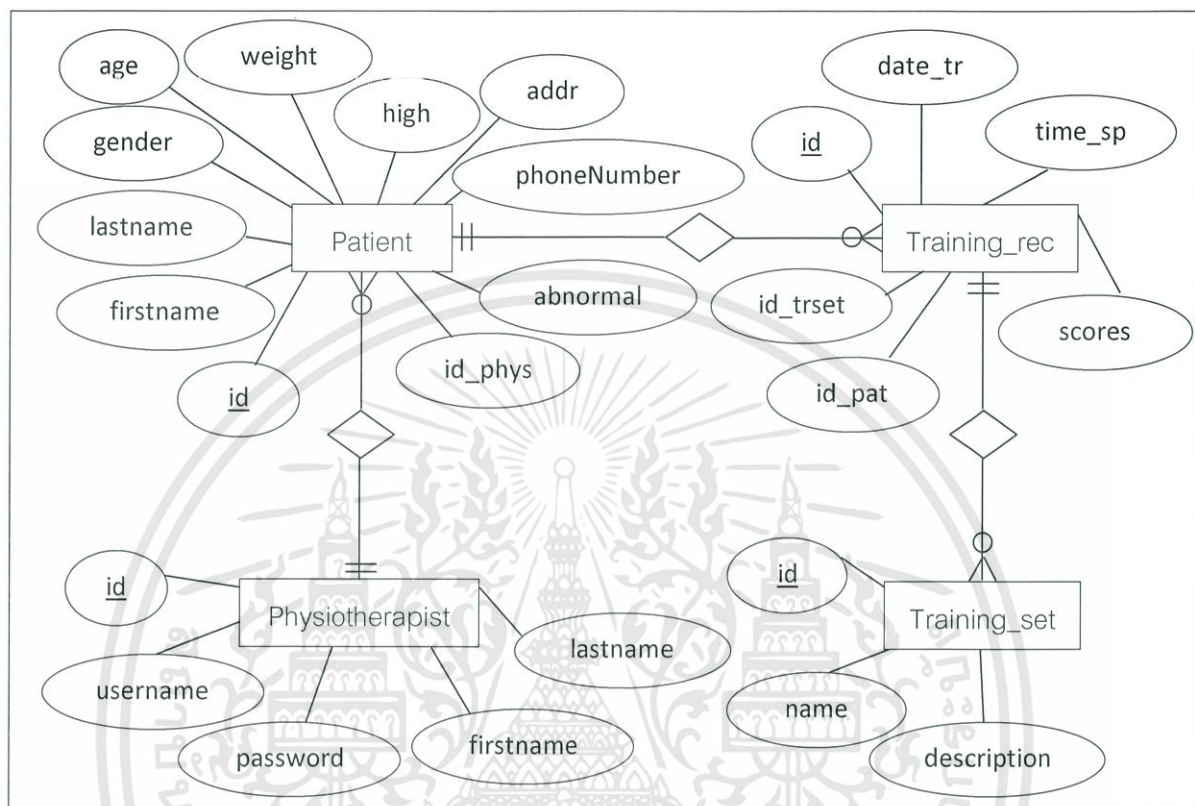 age
weight
high
addr
gender
phoneNumber
lastname
Patient
firstname
abnormal
id
id_phys
date_tr
id
time_sp
Training_rec
id_trset
id_pat
scores
id
Physiotherapist
lastname
username
password
firstname
id
Training_set
name
description